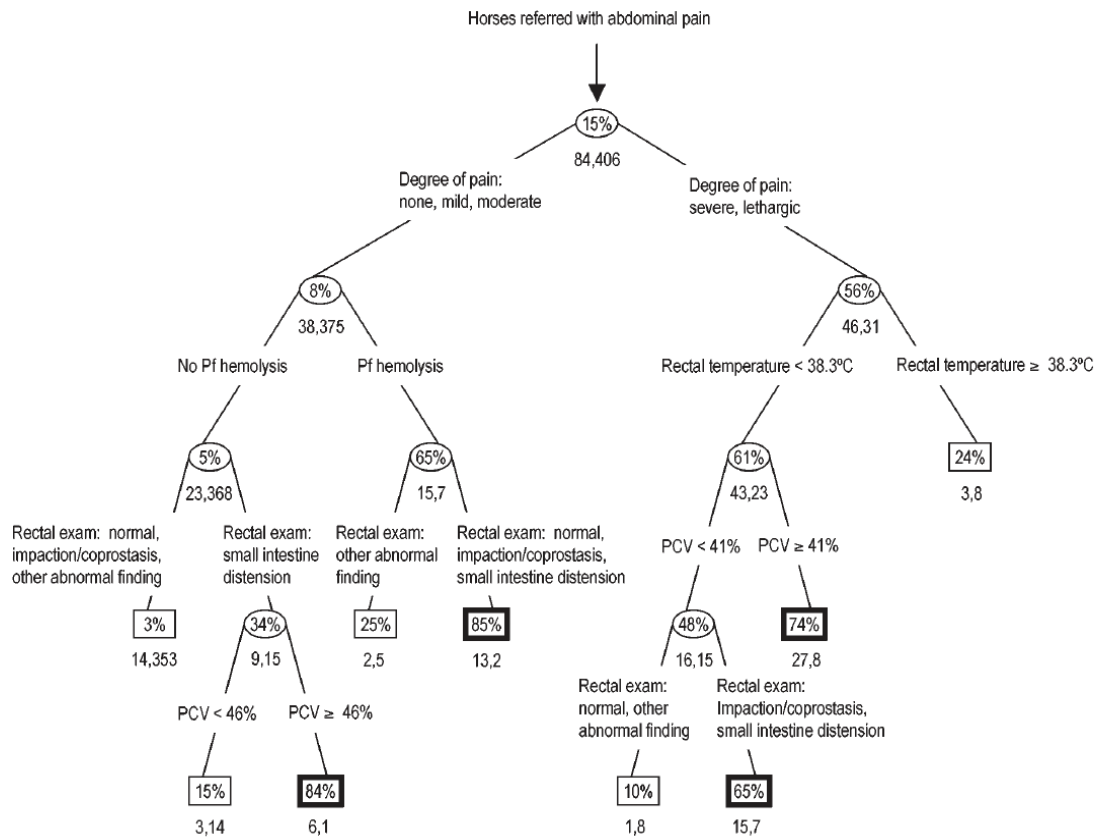 Horses referred with abdominal pain
15%
84,406
Degree of pain:
none, mild, moderate
Degree of pain:
severe, lethargic
8%
38,375
56%
46,31
No Pf hemolysis
Pf hemolysis
Rectal temperature < 38.3ºC
Rectal temperature ≥ 38.3ºC
5%
23,368
65%
15,7
61%
43,23
24%
3,8
Rectal exam: normal,
impaction/coprostasis,
other abnormal finding
Rectal exam:
small intestine
distension
Rectal exam:
other abnormal
finding
Rectal exam: normal,
impaction/coprostasis,
small intestine distension
PCV < 41%
PCV ≥ 41%
3%
14,353
34%
9,15
25%
2,5
85%
13,2
48%
16,15
74%
27,8
PCV < 46%
PCV ≥ 46%
Rectal exam:
normal, other
abnormal finding
Rectal exam:
Impaction/coprostasis,
small intestine distension
15%
3,14
84%
6,1
10%
1,8
65%
15,7